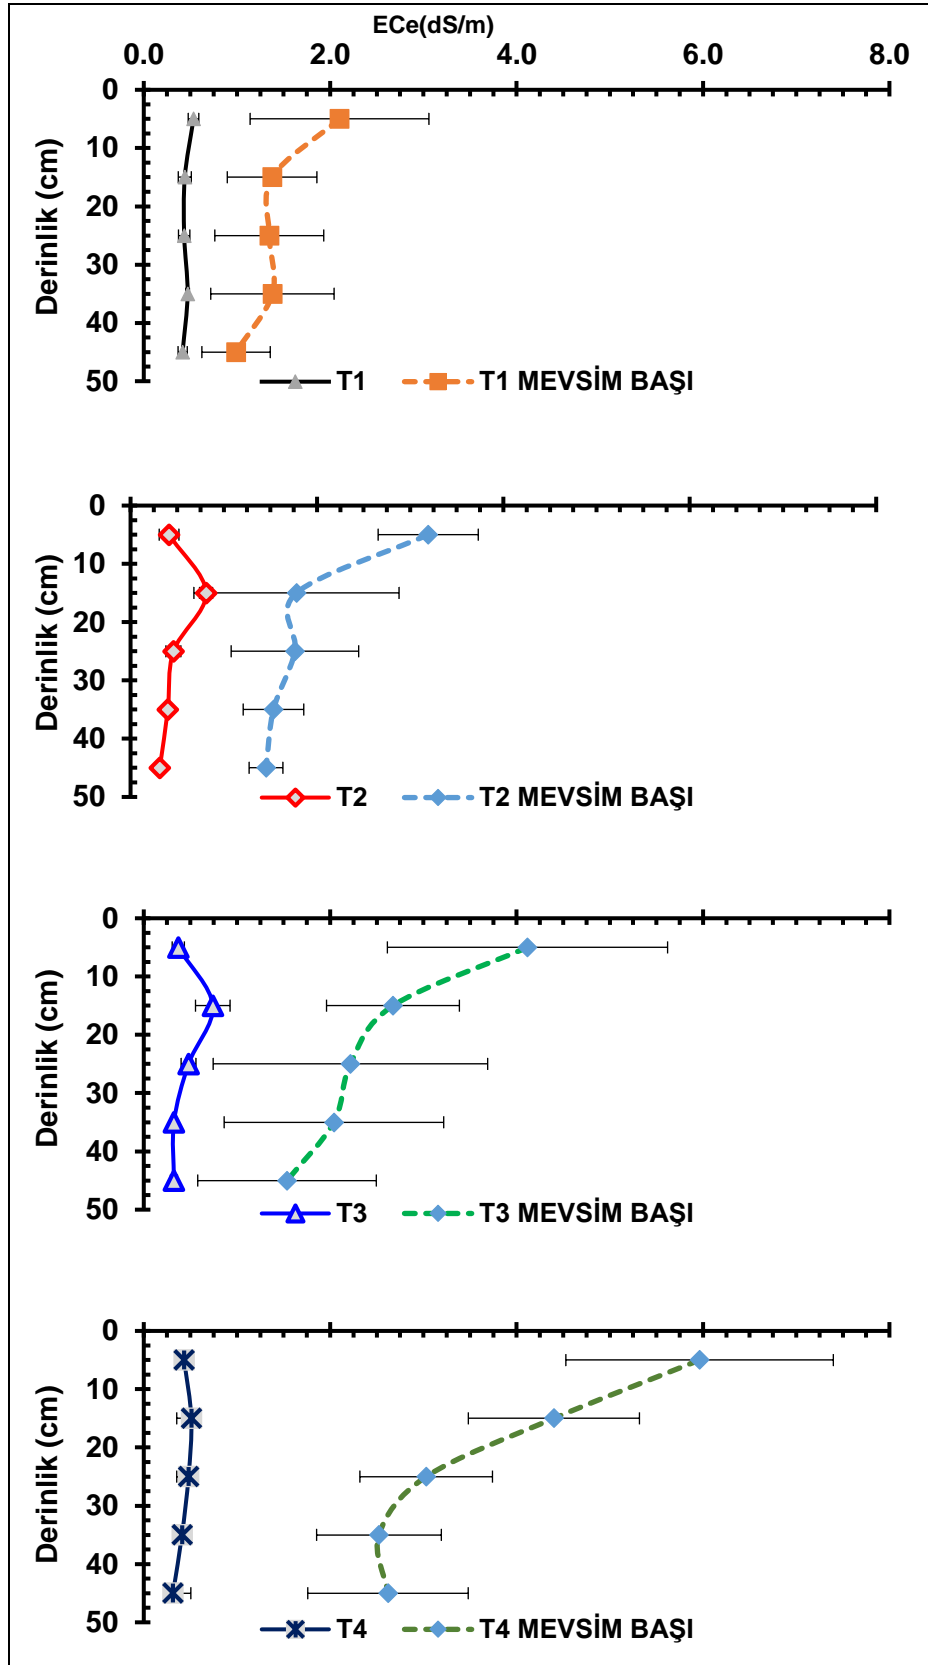 ECe(dS/m)
0.0 2.0 4.0 6.0 8.0
0
10
20
30
40
50
Derinlik (cm)
T1 T1 MEVSİM BAŞI
0
10
20
30
40
50
Derinlik (cm)
T2 T2 MEVSİM BAŞI
0
10
20
30
40
50
Derinlik (cm)
T3 T3 MEVSİM BAŞI
0
10
20
30
40
50
Derinlik (cm)
T4 T4 MEVSİM BAŞI